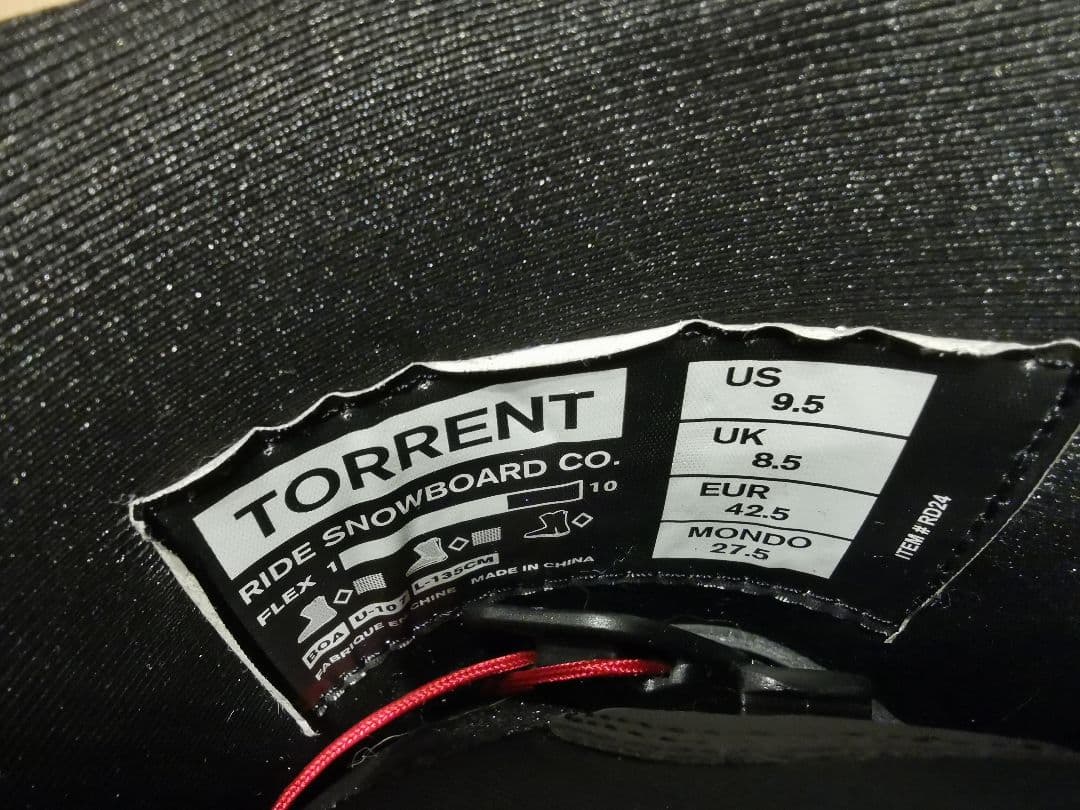 TORRENT
RIDE SNOWBOARD CO.
FLEX 1 10
BOA U-107 L-135CM
FABRIQUE EN CHINE MADE IN CHINA
US
9.5
UK
8.5
EUR
42.5
MONDO
27.5
ITEM # RD24